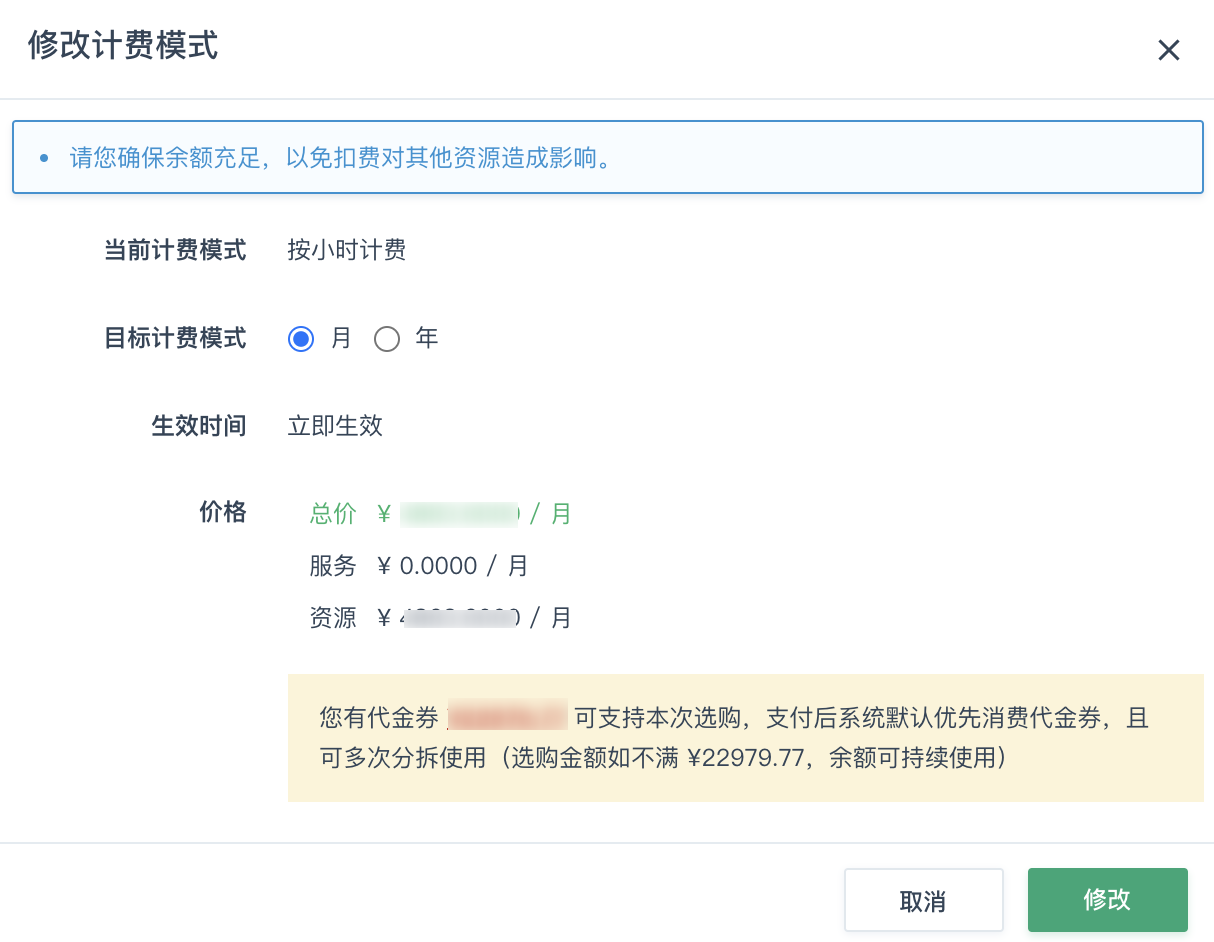 修改计费模式
请您确保余额充足，以免扣费对其他资源造成影响。
当前计费模式 按小时计费
目标计费模式 月 年
生效时间 立即生效
价格 总价 ¥ / 月
服务 ¥ 0.0000 / 月
资源 ¥ / 月
您有代金券 可支持本次选购，支付后系统默认优先消费代金券，且
可多次分拆使用（选购金额如不满 ¥22979.77，余额可持续使用）
取消 修改